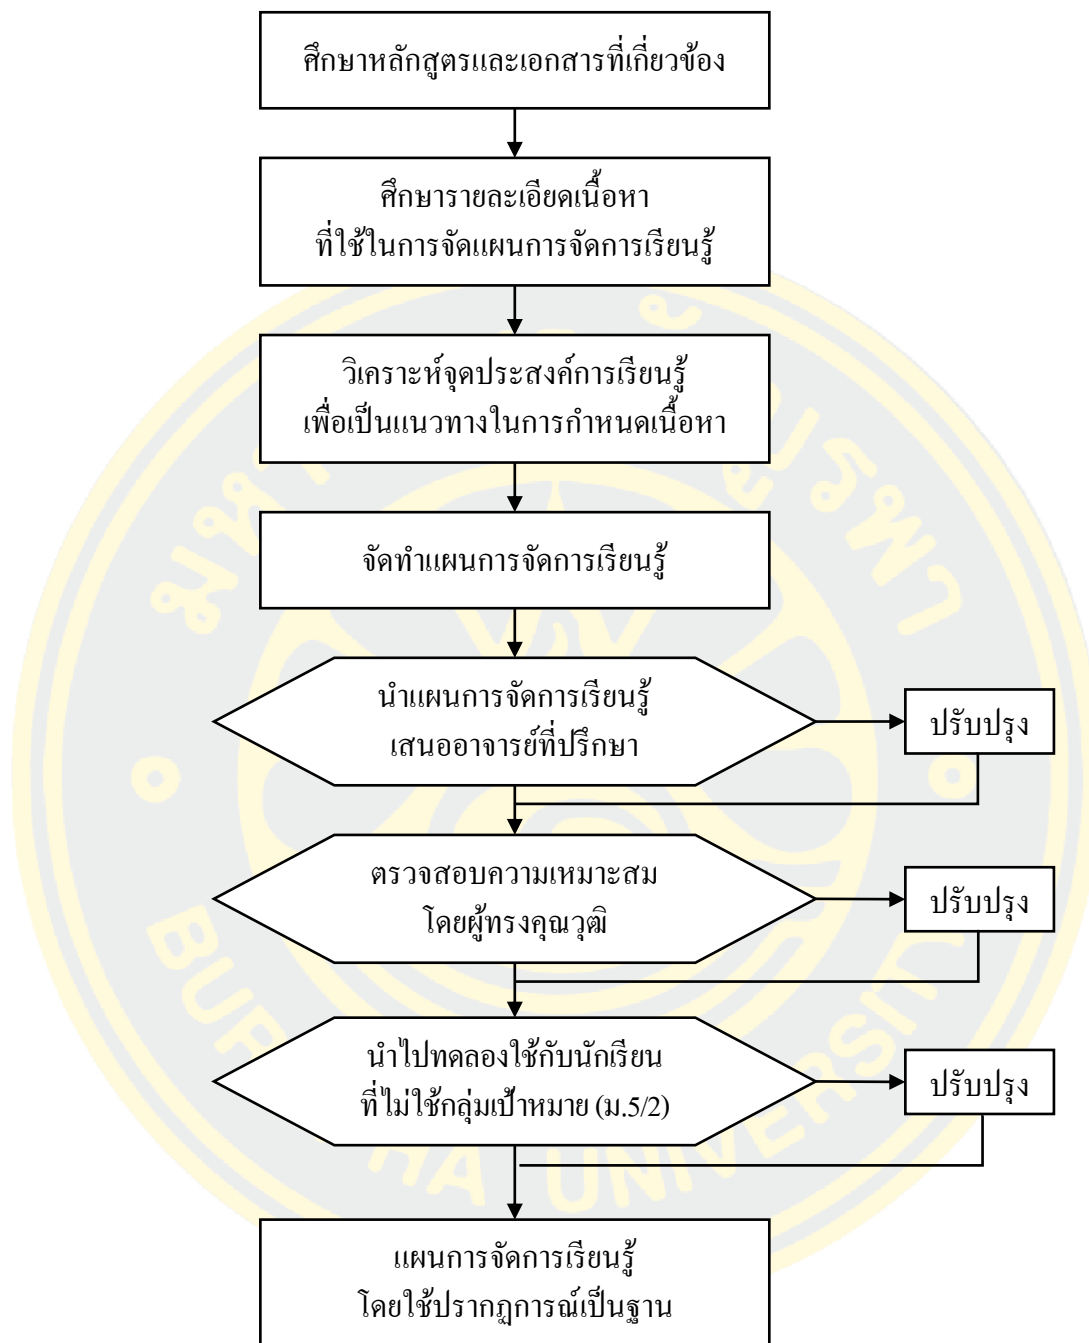 ศึกษาหลักสูตรและเอกสารที่เกี่ยวข้อง
ศึกษารายละเอียดเนื้อหา
ที่ใช้ในการจัดแผนการจัดการเรียนรู้
วิเคราะห์จุดประสงค์การเรียนรู้
เพื่อเป็นแนวทางในการกำหนดเนื้อหา
จัดทำแผนการจัดการเรียนรู้
นำแผนการจัดการเรียนรู้
เสนออาจารย์ที่ปรึกษา
ปรับปรุง
ตรวจสอบความเหมาะสม
โดยผู้ทรงคุณวุฒิ
ปรับปรุง
นำไปทดลองใช้กับนักเรียน
ที่ไม่ใช้กลุ่มเป้าหมาย (ม.5/2)
ปรับปรุง
แผนการจัดการเรียนรู้
โดยใช้ปรากฏการณ์เป็นฐาน